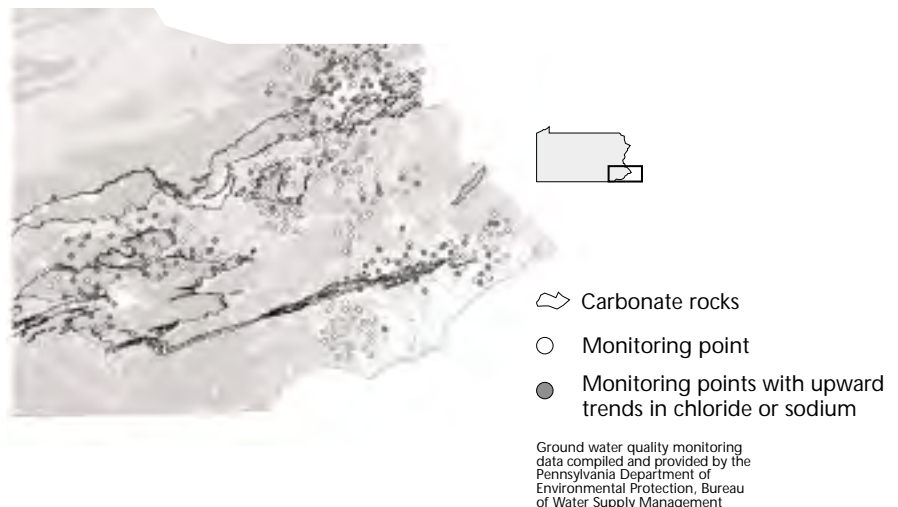 Carbonate rocks
Monitoring point
Monitoring points with upward
trends in chloride or sodium
Ground water quality monitoring
data compiled and provided by the
Pennsylvania Department of
Environmental Protection, Bureau
of Water Supply Management